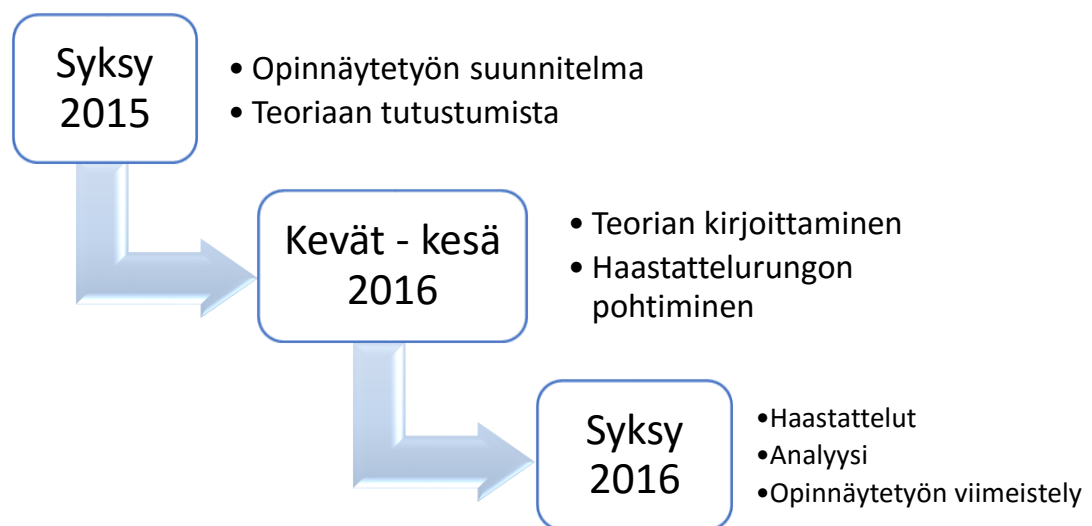 Syksy
2015
• Opinnäytetyön suunnitelma
• Teoriaan tutustumista
Kevät - kesä
2016
• Teorian kirjoittaminen
• Haastattelurungon
pohtiminen
Syksy
2016
•Haastattelut
•Analyysi
•Opinnäytetyön viimeistely